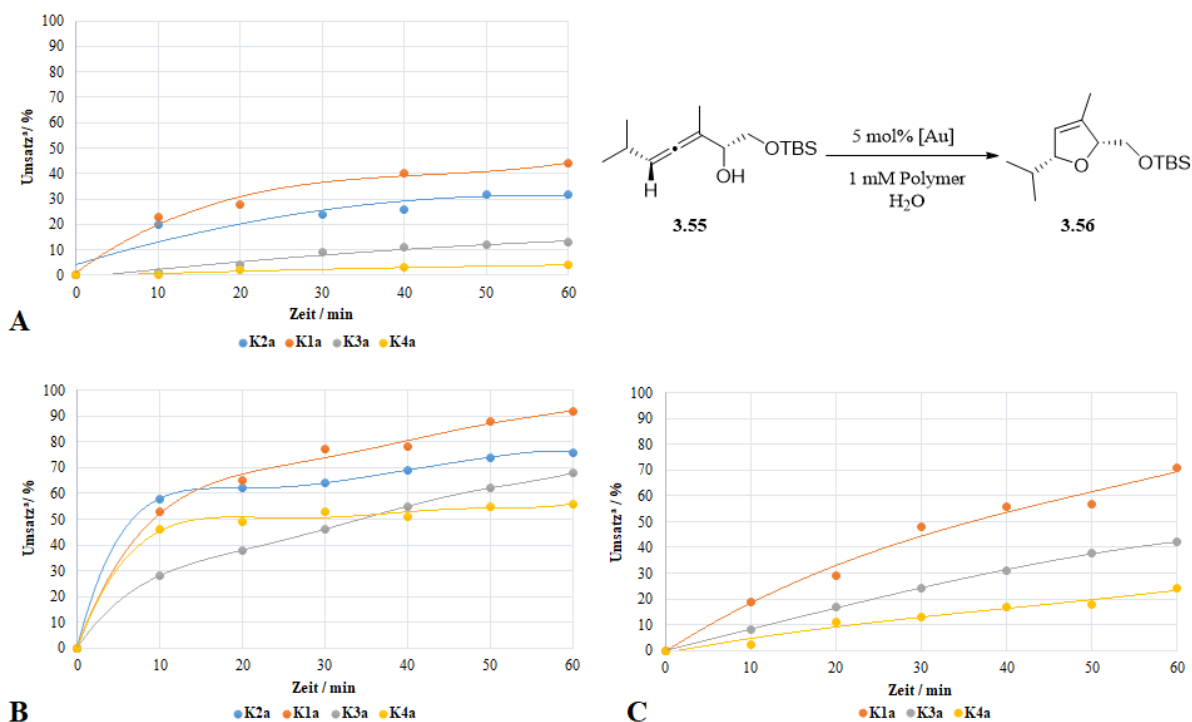 100
90
80
70
60
50
40
30
20
10
0
Umsatzᵃ/ %
0 10 20 30 40 50 60
Zeit / min
K2a K1a K3a K4a
A
OTBS
OH
H
3.55
5 mol% [Au]
1 mM Polymer
H₂O
O
OTBS
3.56
100
90
80
70
60
50
40
30
20
10
0
Umsatzᵃ/ %
0 10 20 30 40 50 60
Zeit / min
K2a K1a K3a K4a
B
100
90
80
70
60
50
40
30
20
10
0
Umsatzᵃ/ %
0 10 20 30 40 50 60
Zeit / min
K1a K3a K4a
C